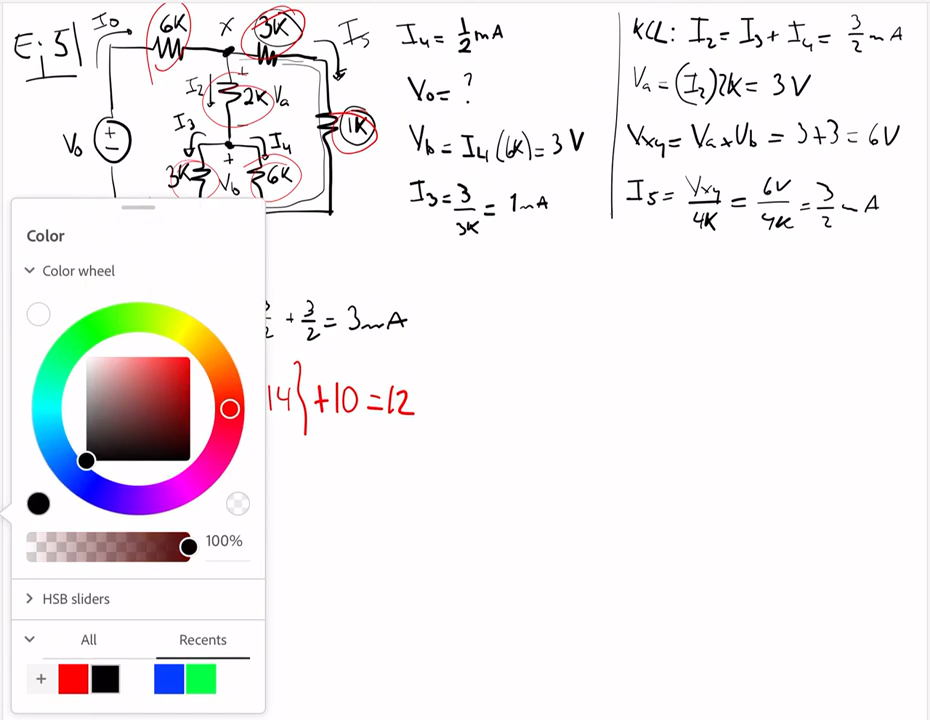 Ej 5|
I0
6K
X
3K
I5
I2
2K
Va
V0
+
−
1K
I3
I4
3K
+
Vb
6K
I4 = 1/2 mA
V0 = ?
Vb = I4 (6K) = 3 V
I3 = 3/3K = 1 mA
KCL: I2 = I3 + I4 = 3/2 mA
Va = (I2) 2K = 3 V
Vxy = Va + Vb = 3+3 = 6V
I5 = Vxy/4K = 6V/4K = 3/2 mA
/2 + 3/2 = 3mA
14} +10 = 12
Color
Color wheel
100%
HSB sliders
All
Recents
+